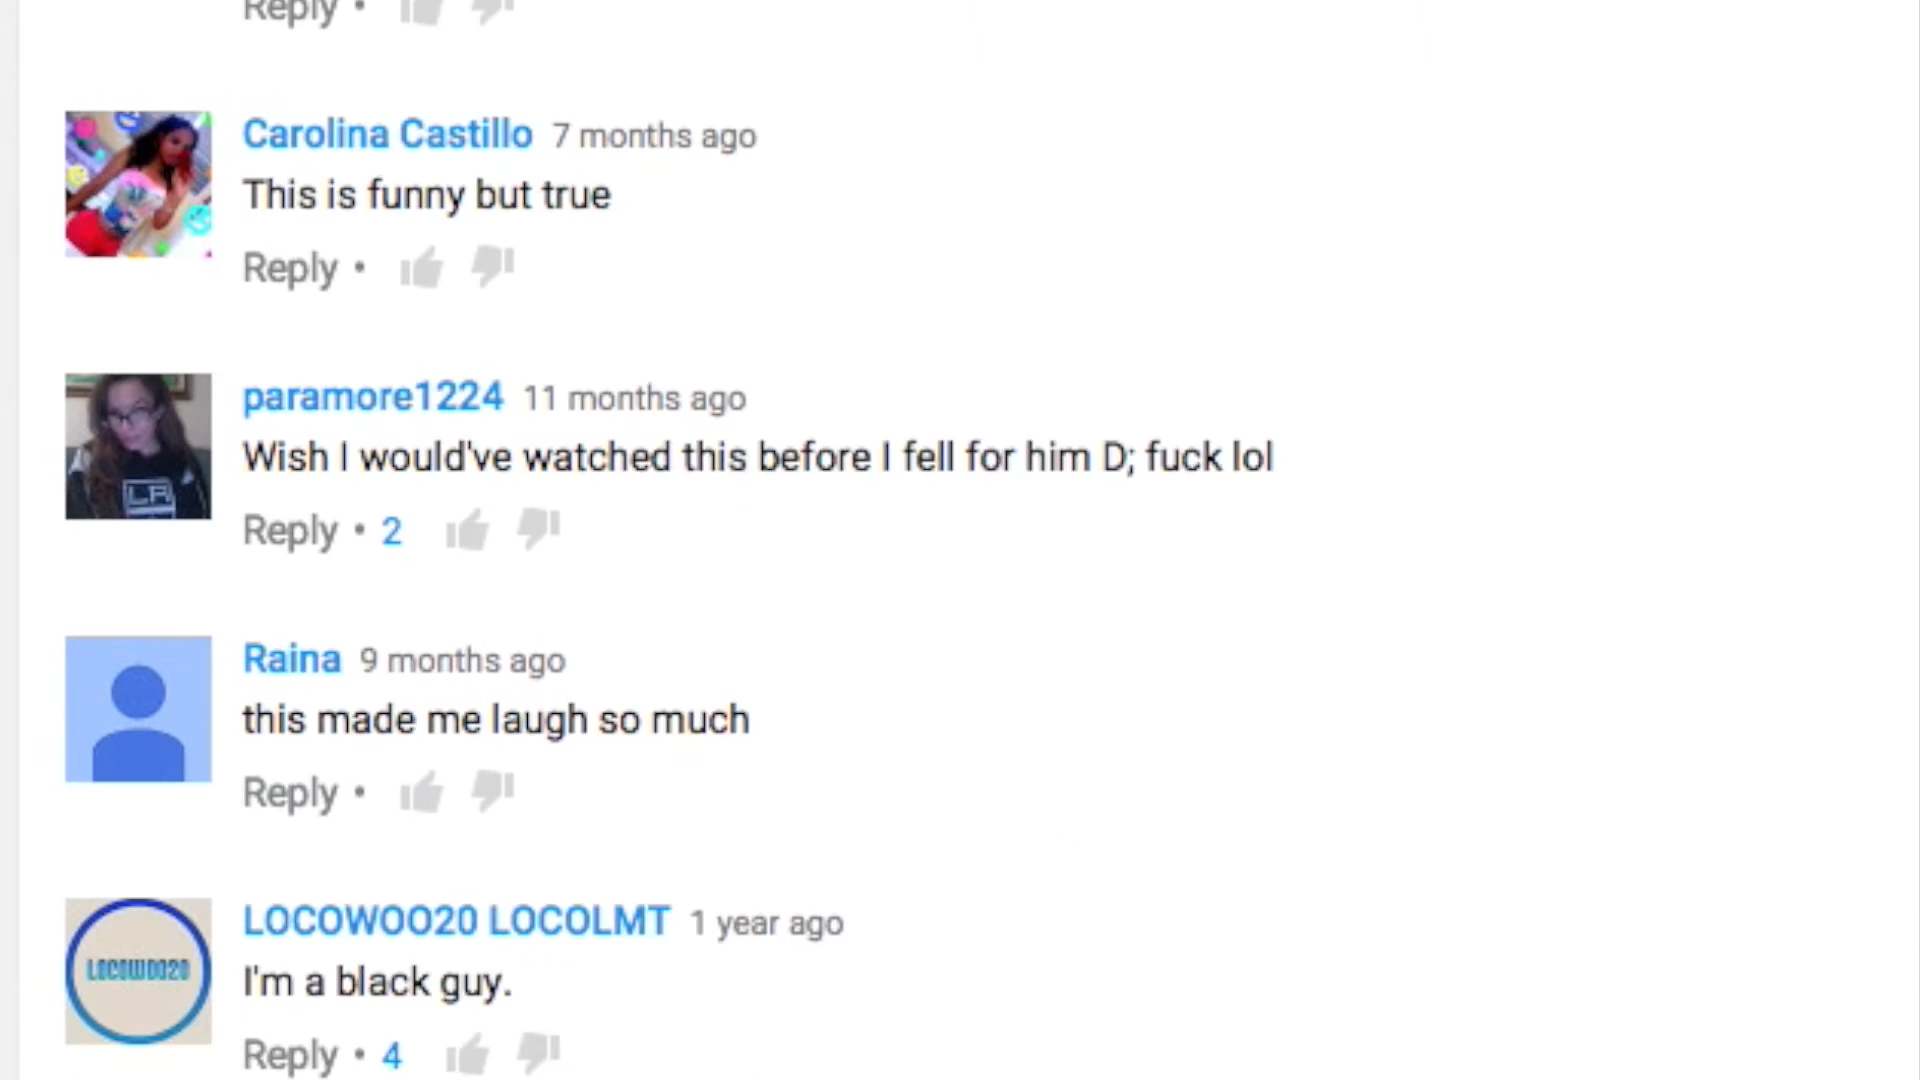 Reply •
Carolina Castillo 7 months ago
This is funny but true
Reply •
paramore1224 11 months ago
Wish I would've watched this before I fell for him D; fuck lol
LA
Reply • 2
Raina 9 months ago
this made me laugh so much
Reply •
LOCOWOO20 LOCOLMT 1 year ago
LOCOWOO20
I'm a black guy.
Reply • 4